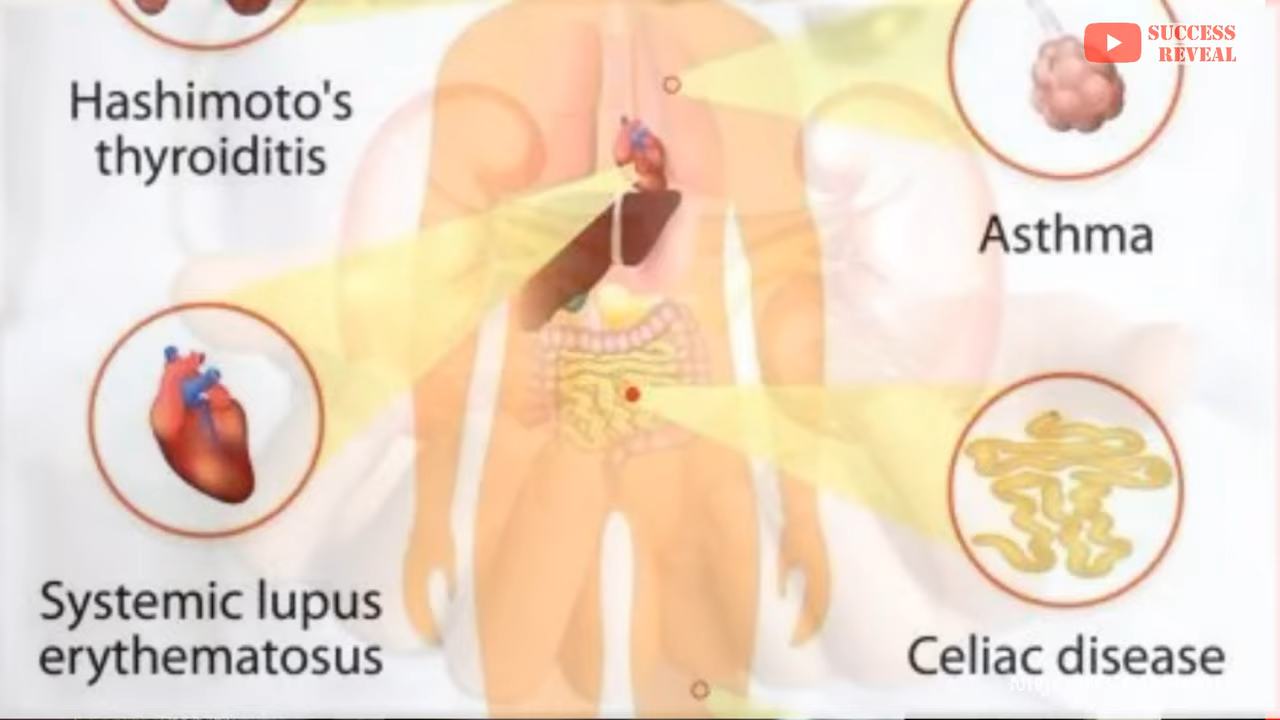 SUCCESS
REVEAL
Hashimoto's
thyroiditis
Asthma
Systemic lupus
erythematosus
Celiac disease